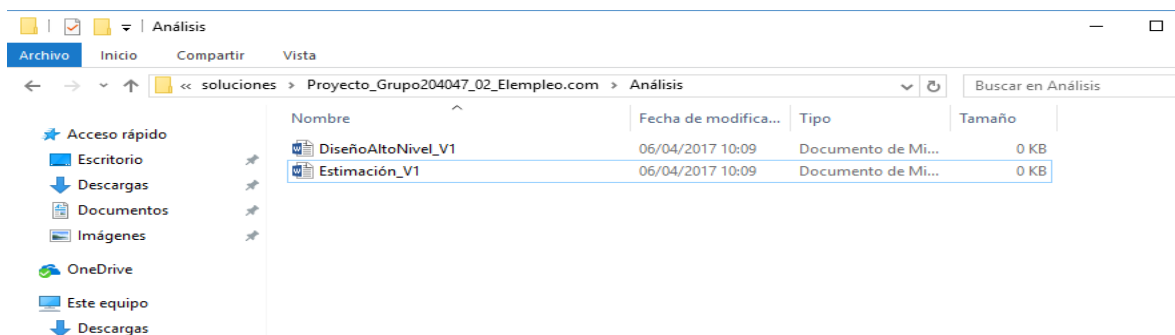 Análisis
Archivo Inicio Compartir Vista
« soluciones > Proyecto_Grupo204047_02_Elempleo.com > Análisis
Buscar en Análisis
Nombre Fecha de modifica... Tipo Tamaño
Acceso rápido
DiseñoAltoNivel_V1 06/04/2017 10:09 Documento de Mi... 0 KB
Escritorio
Estimación_V1 06/04/2017 10:09 Documento de Mi... 0 KB
Descargas
Documentos
Imágenes
OneDrive
Este equipo
Descargas